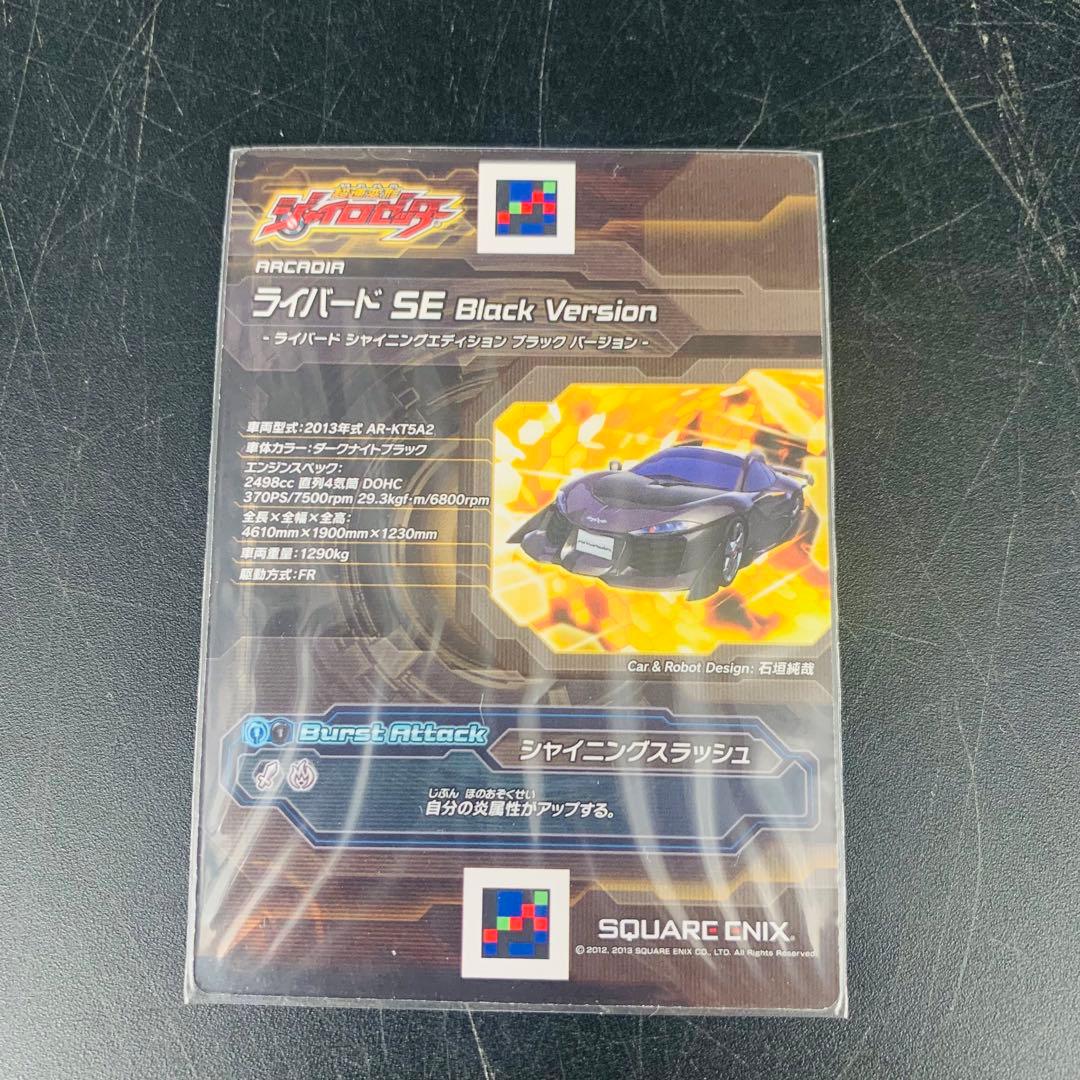 超速変形
ジャイロゼッター
ARCADIA
ライバード SE Black Version
- ライバード シャイニングエディション ブラック バージョン -
車両型式:2013年式 AR-KT5A2
車体カラー:ダークナイトブラック
エンジンスペック:
2498cc 直列4気筒 DOHC
370PS/7500rpm 29.3kgf·m/6800rpm
全長×全幅×全高:
4610mm×1900mm×1230mm
車両重量:1290kg
駆動方式:FR
Car & Robot Design: 石垣純哉
Burst Attack
シャイニングスラッシュ
じぶん ほのおぞくせい
自分の炎属性がアップする。
SQUARE ENIX
© 2012, 2013 SQUARE ENIX CO., LTD. All Rights Reserved.